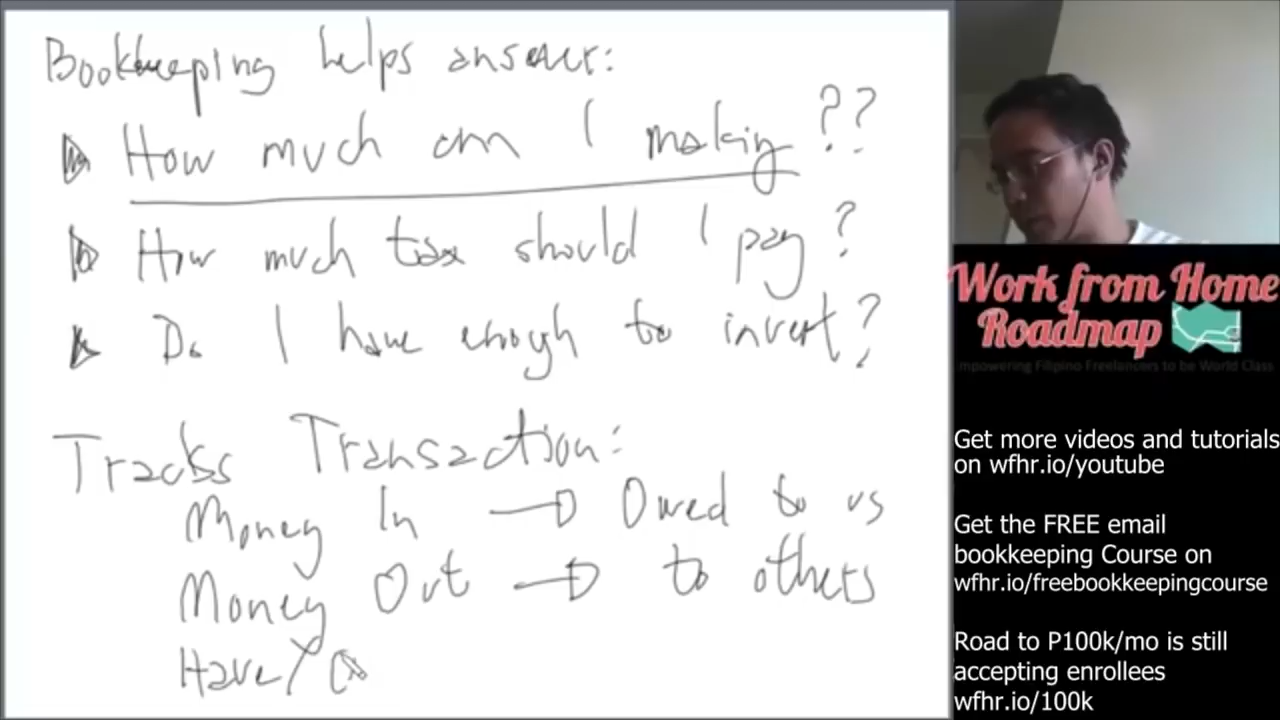 Bookkeeping helps answer:
How much am I making??
How much tax should I pay?
Do I have enough to invest?
Tracks Transaction:
Money In → Owed to us
Money Out → to others
Have/
Work from Home
Roadmap
Empowering Filipino Freelancers to be World Class
Get more videos and tutorials
on wfhr.io/youtube
Get the FREE email
bookkeeping Course on
wfhr.io/freebookkeepingcourse
Road to P100k/mo is still
accepting enrollees
wfhr.io/100k